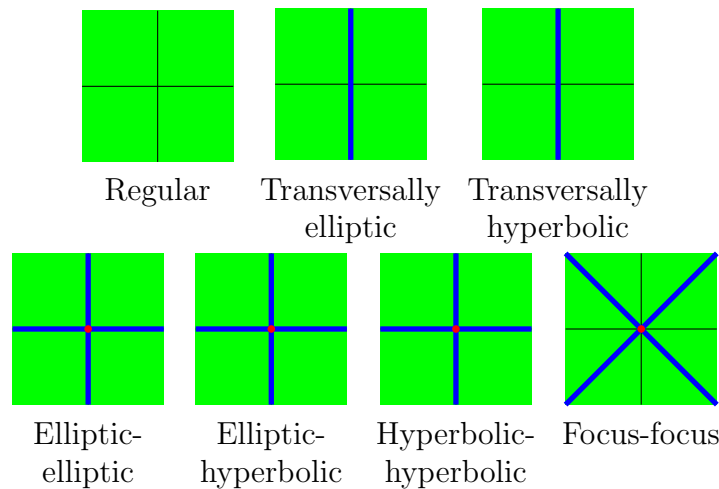 Regular
Transversally
elliptic
Transversally
hyperbolic
Elliptic-
elliptic
Elliptic-
hyperbolic
Hyperbolic-
hyperbolic
Focus-focus